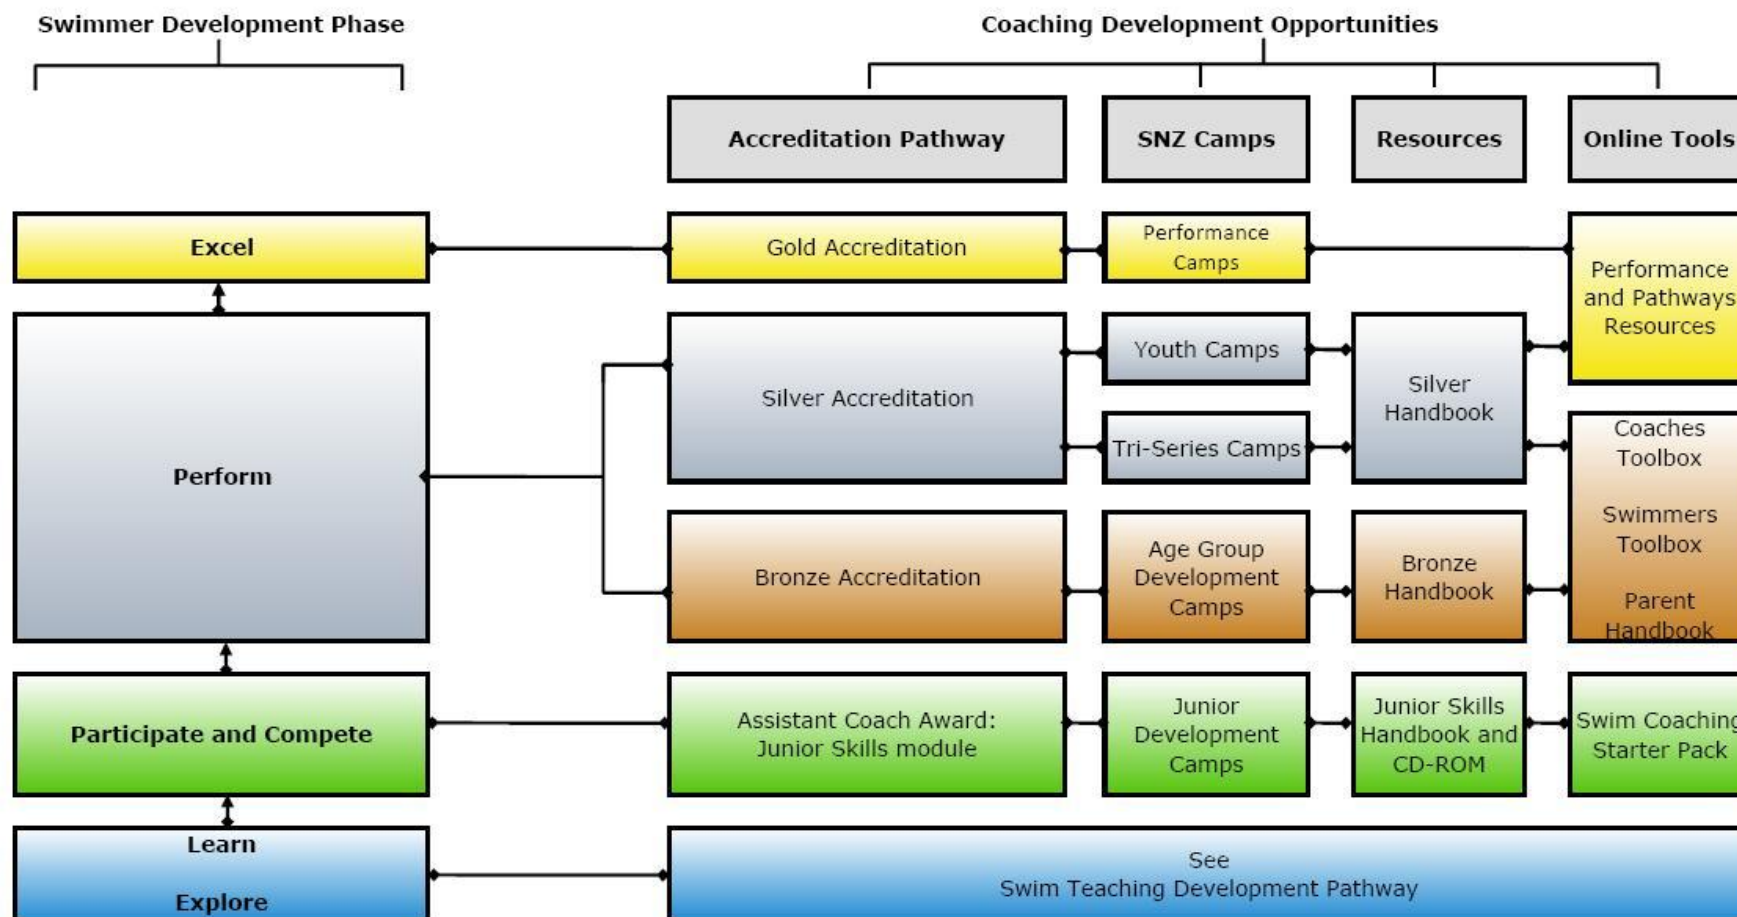 Swimmer Development Phase
Coaching Development Opportunities
Accreditation Pathway
SNZ Camps
Resources
Online Tools
Excel
Gold Accreditation
Performance
Camps
Performance
and Pathways
Resources
Perform
Silver Accreditation
Youth Camps
Tri-Series Camps
Silver
Handbook
Coaches
Toolbox
Swimmers
Toolbox
Parent
Handbook
Bronze Accreditation
Age Group
Development
Camps
Bronze
Handbook
Participate and Compete
Assistant Coach Award:
Junior Skills module
Junior
Development
Camps
Junior Skills
Handbook and
CD-ROM
Swim Coaching
Starter Pack
Learn
Explore
See
Swim Teaching Development Pathway